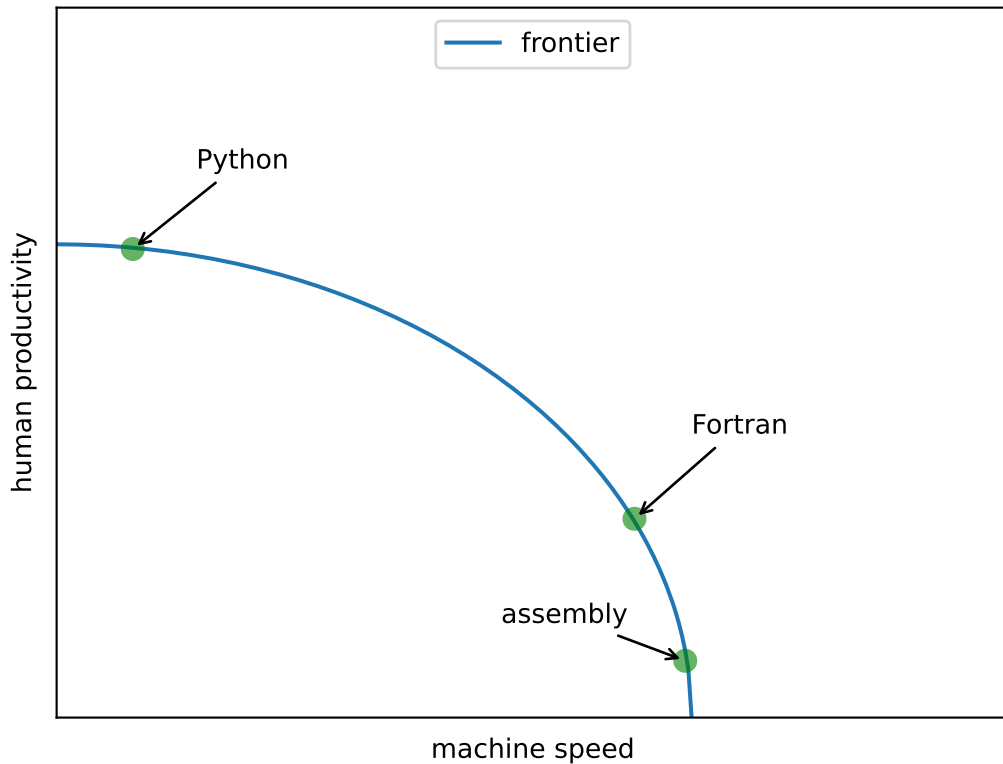 frontier
Python
human productivity
Fortran
assembly
machine speed